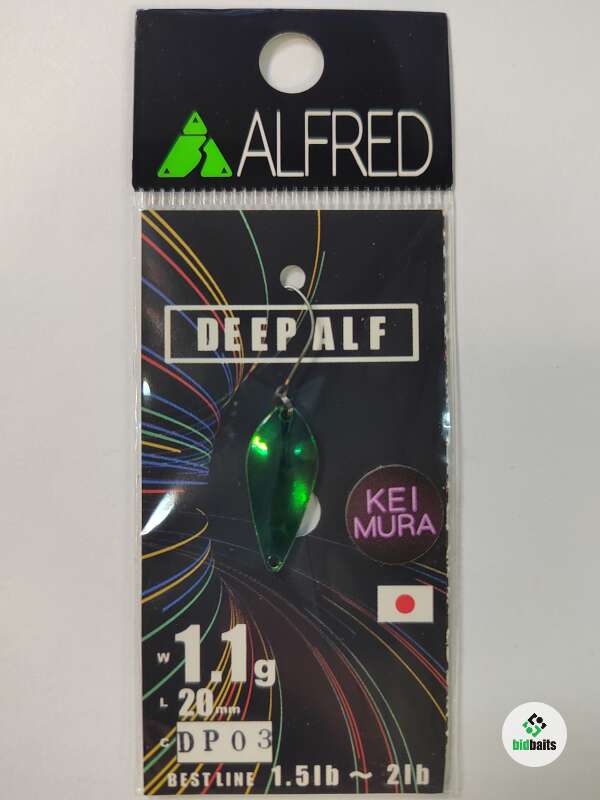 ALFRED
DEEP ALF
KEI
MURA
W 1.1g
L 20mm
C DP03
BEST LINE 1.5lb ~ 2lb
bidbaits